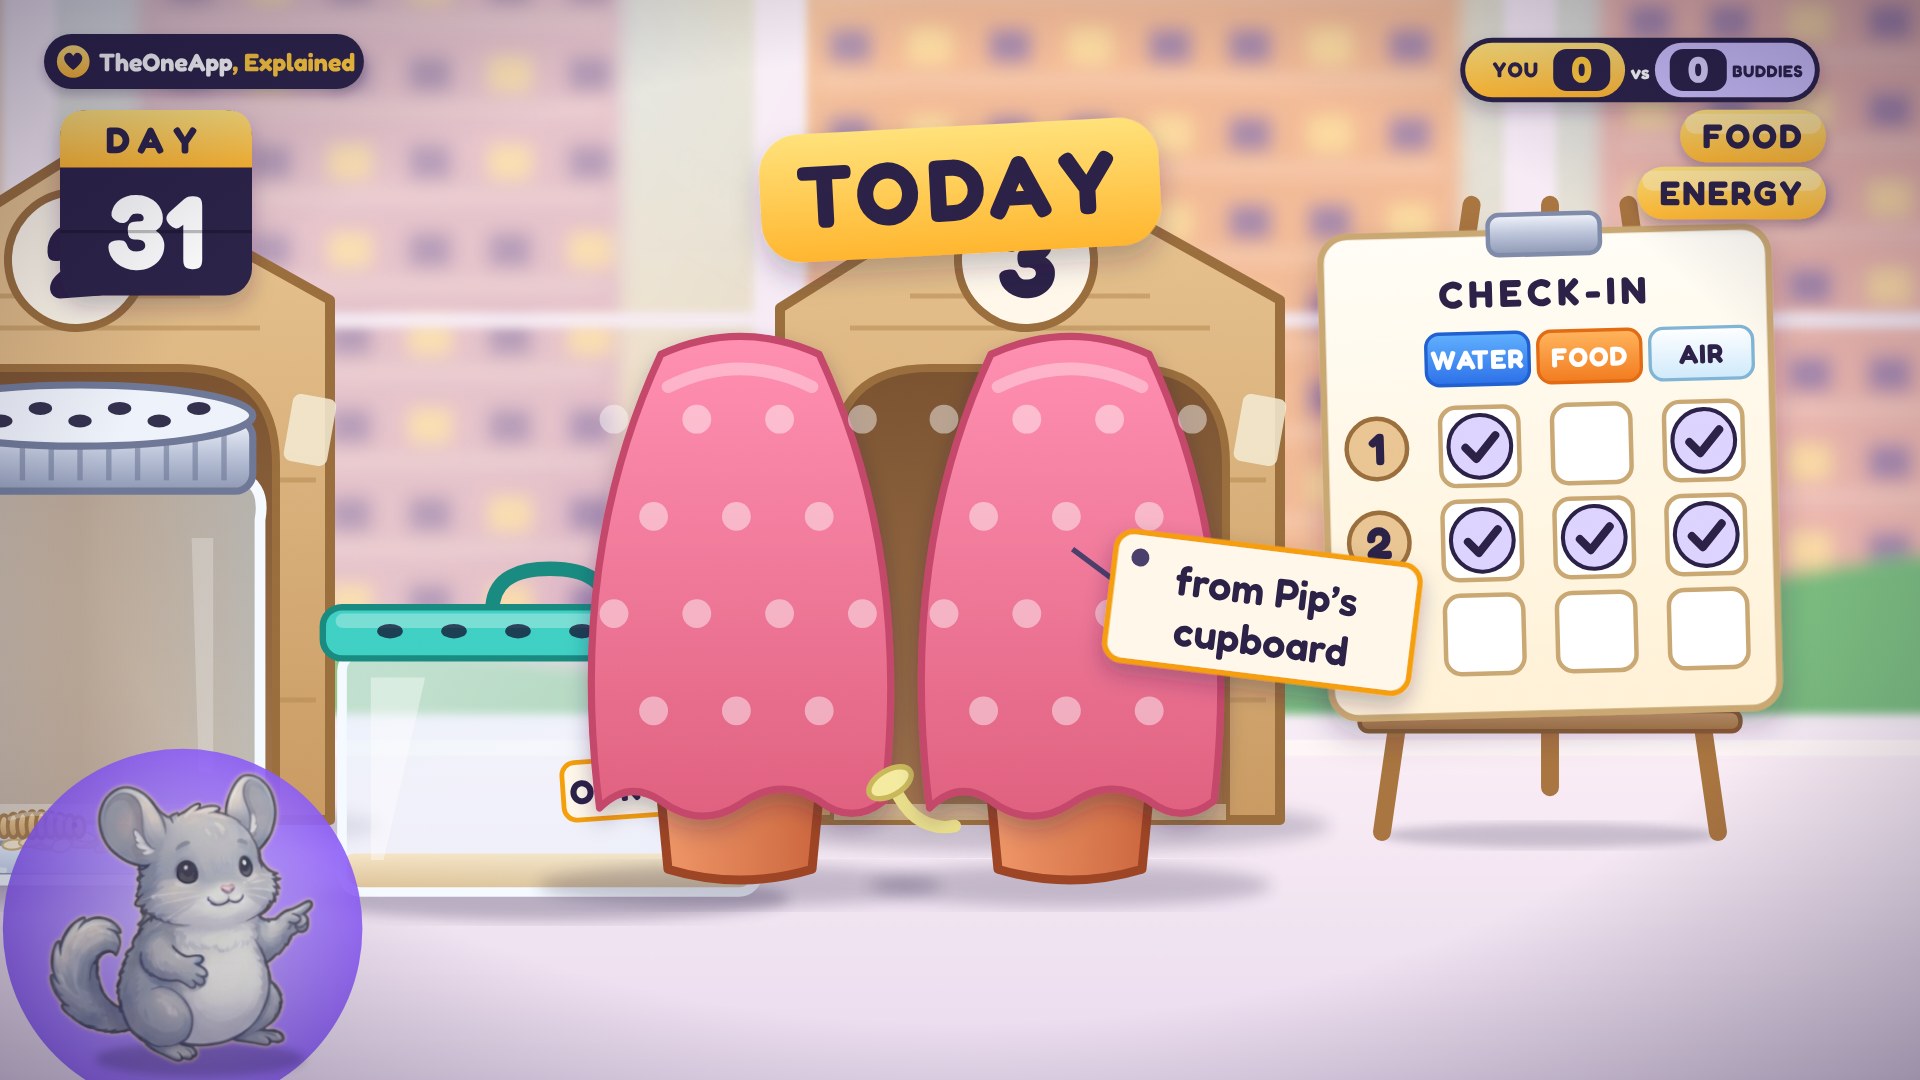 TheOneApp, Explained
YOU 0 vs 0 BUDDIES
FOOD
ENERGY
DAY
31
TODAY
3
CHECK-IN
WATER FOOD AIR
1
2
from Pip's
cupboard